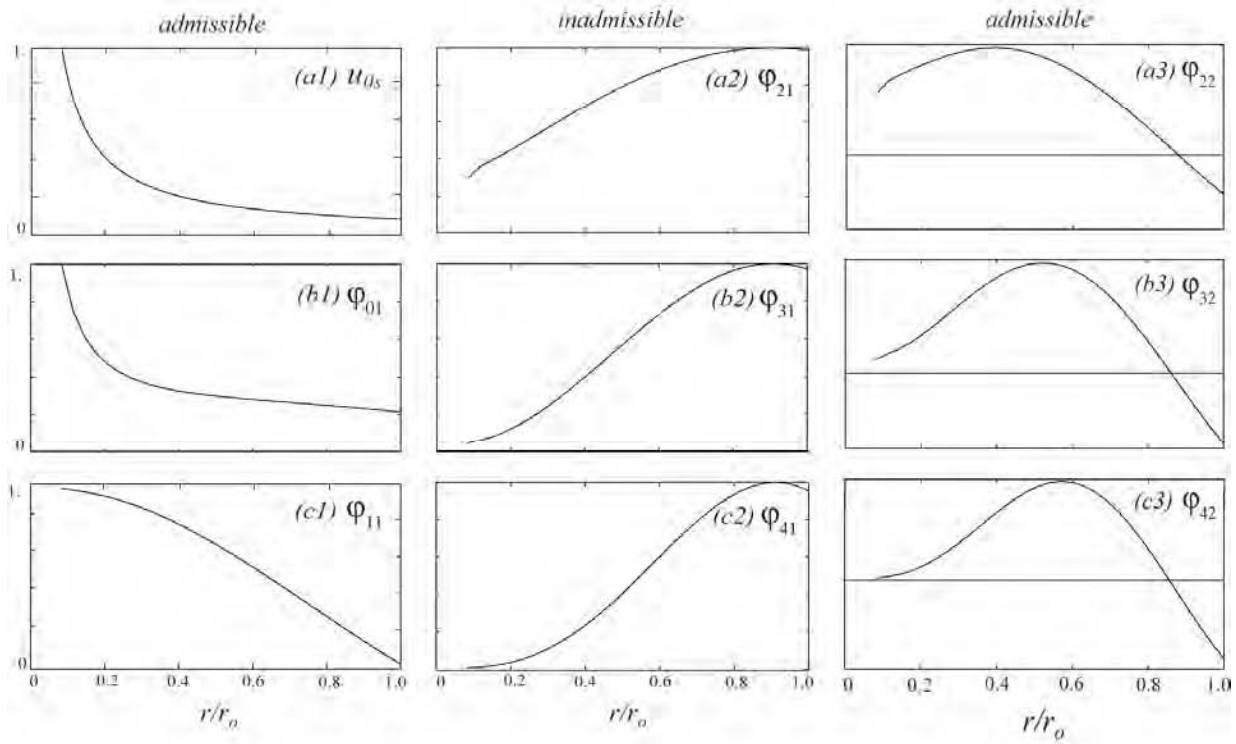 admissible inadmissible admissible
1. (a1) u₀ₛ (a2) φ₂₁ (a3) φ₂₂
0
1. (b1) φ₀₁ (b2) φ₃₁ (b3) φ₃₂
0
1. (c1) φ₁₁ (c2) φ₄₁ (c3) φ₄₂
0
0 0.2 0.4 0.6 0.8 1.0 0.2 0.4 0.6 0.8 1.0 0 0.2 0.4 0.6 0.8 1.0
r/rₒ r/rₒ r/rₒ